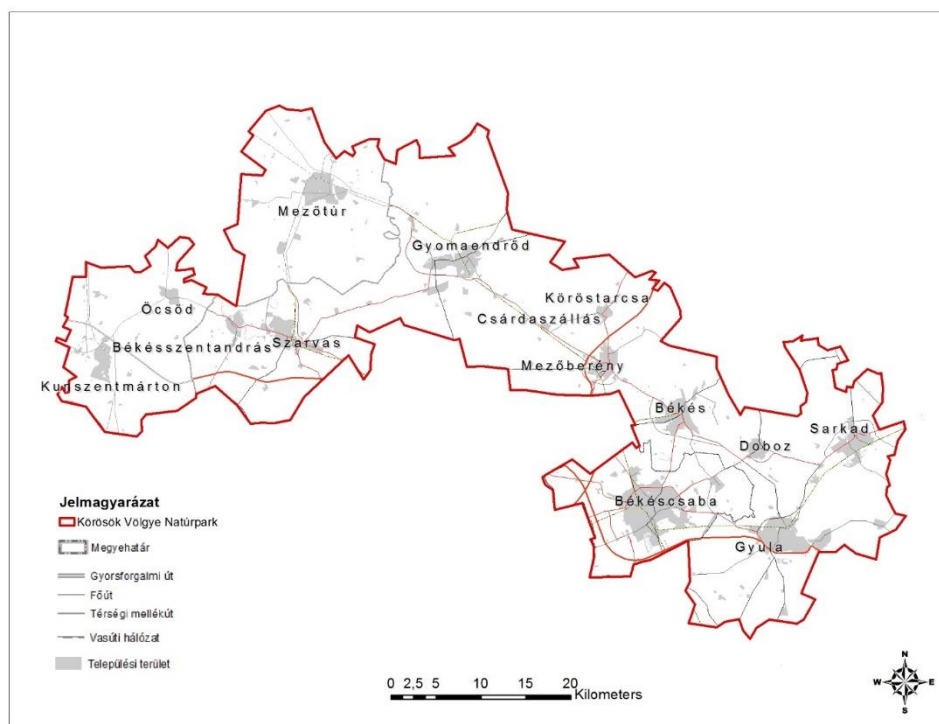 Mezőtúr
Gyomaendrőd
Öcsöd
Köröstarcsa
Csárdaszállás
Békésszentandrás
Szarvas
Kunszentmárton
Mezőberény
Békés
Sarkad
Doboz
Békéscsaba
Gyula
Jelmagyarázat
Körösök Völgye Natúrpark
Megyehatár
Gyorsforgalmi út
Főút
Térségi mellékút
Vasúti hálózat
Települési terület
0 2,5 5 10 15 20
Kilometers
N
W E
S